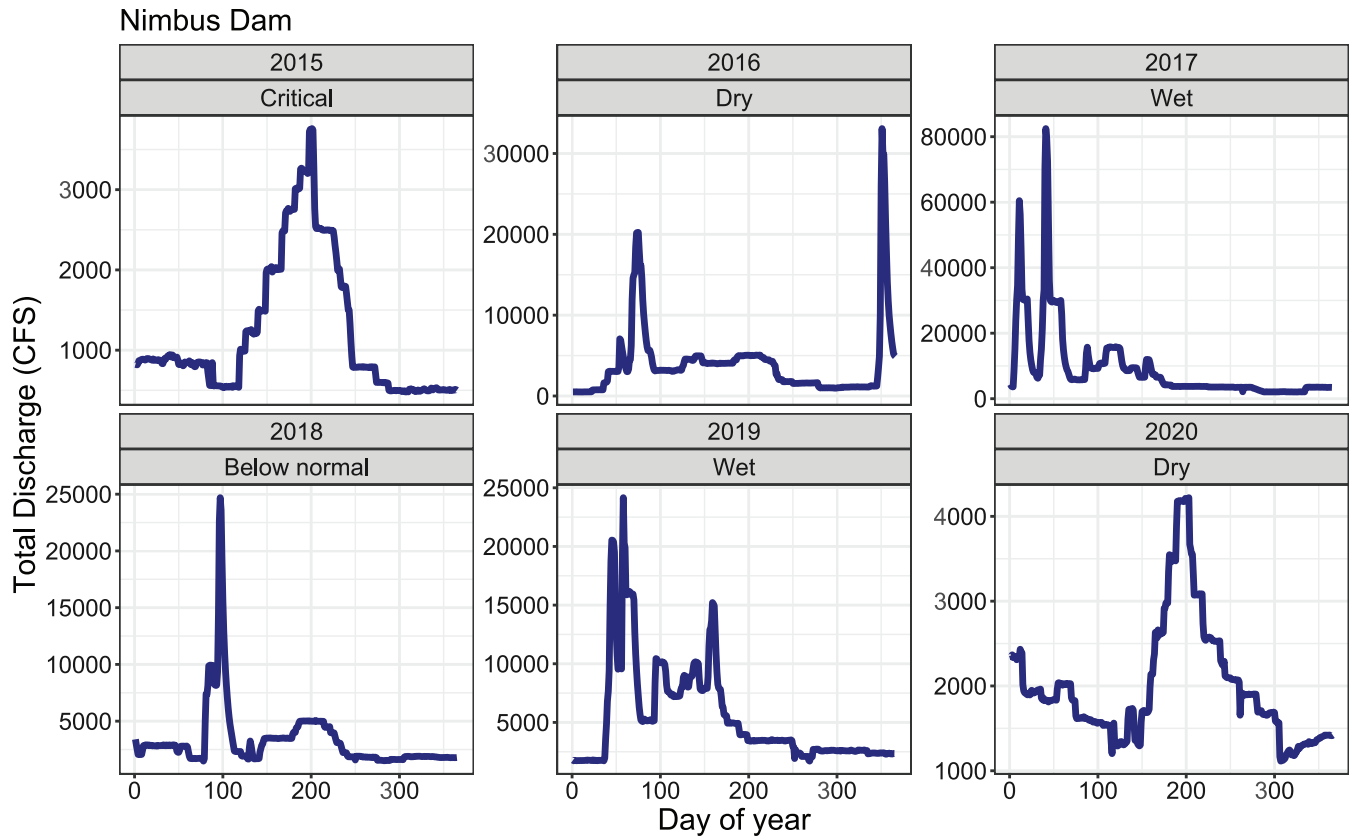 Nimbus Dam
2015
2016
2017
Critical
Dry
Wet
3000
2000
1000
30000
20000
10000
0
80000
60000
40000
20000
0
2018
2019
2020
Below normal
Wet
Dry
25000
20000
15000
10000
5000
25000
20000
15000
10000
5000
4000
3000
2000
1000
0 100 200 300
0 100 200 300
0 100 200 300
Total Discharge (CFS)
Day of year